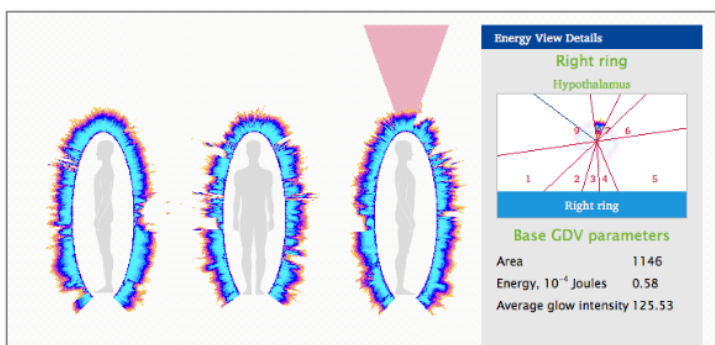 Energy View Details
Right ring
Hypothalamus
9 8 7 6
1 2 3 4 5
Right ring
Base GDV parameters
Area 1146
Energy, 10⁻⁴ Joules 0.58
Average glow intensity 125.53